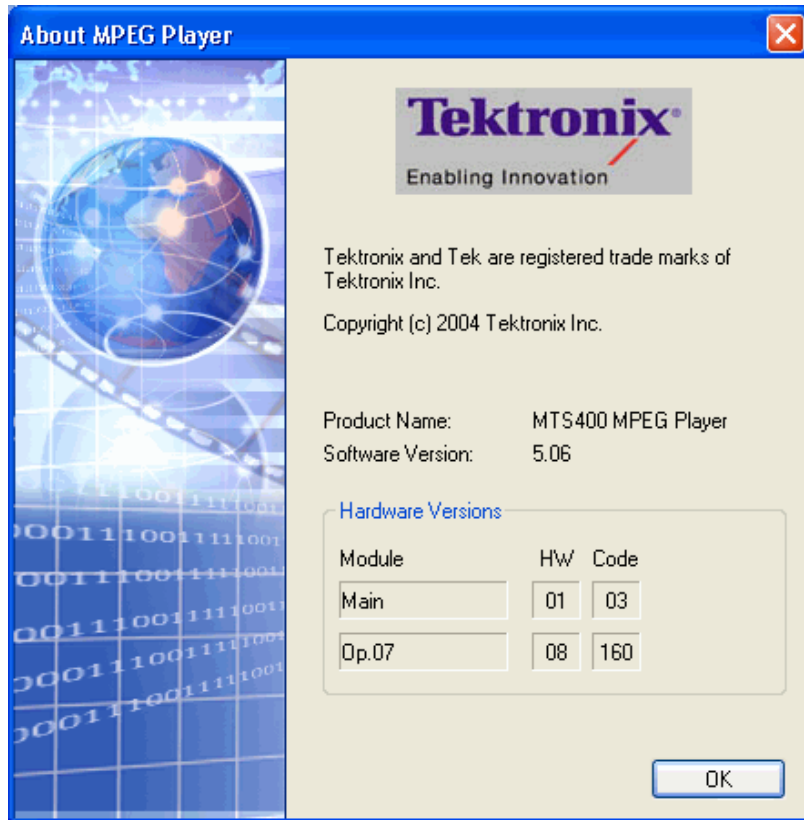 About MPEG Player
Tektronix®
Enabling Innovation
Tektronix and Tek are registered trade marks of
Tektronix Inc.
Copyright (c) 2004 Tektronix Inc.
Product Name: MTS400 MPEG Player
Software Version: 5.06
Hardware Versions
Module HW Code
Main 01 03
Op.07 08 160
OK